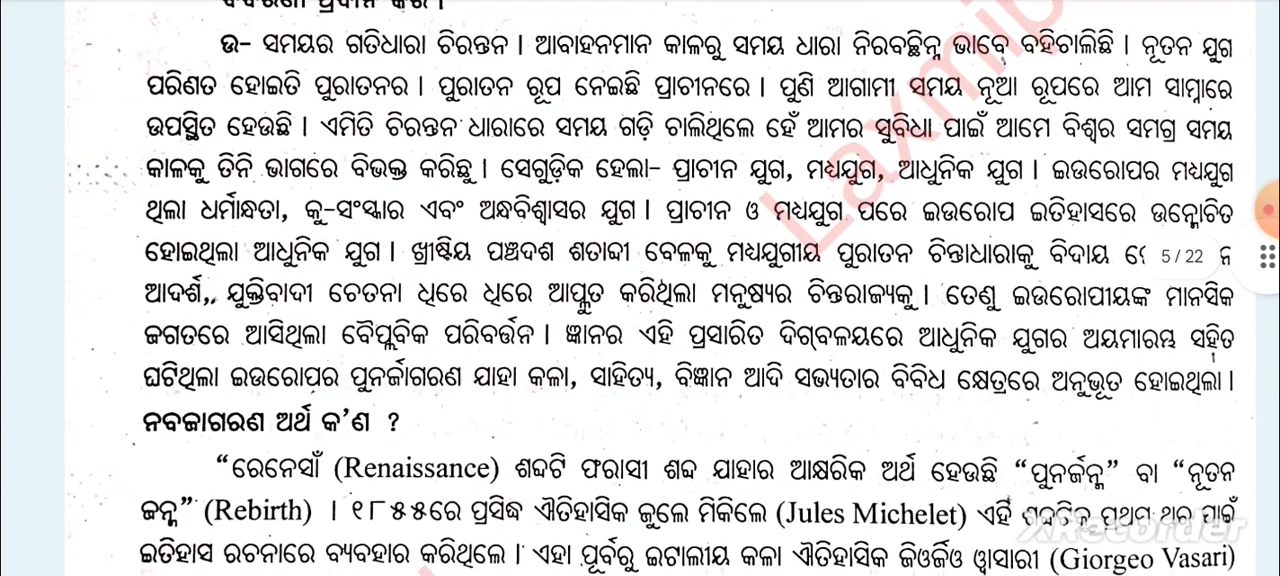 ଉ- ସମୟର ଗତିଧାରା ଚିରନ୍ତନ । ଆବାହମାନ କାଳରୁ ସମୟ ଧାରା ନିରବଚ୍ଛିନ୍ନ ଭାବେ ବହିଚାଲିଛି । ନୂତନ ଯୁଗ
ପରିଣତ ହୋଇତି ପୁରାତନର । ପୁରାତନ ରୂପ ନେଇଛି ପ୍ରାଚୀନରେ । ପୁଣି ଆଗାମୀ ସମୟ ନୂଆ ରୂପରେ ଆମ ସାମ୍ନାରେ
ଉପସ୍ଥିତ ହେଉଛି । ଏମିତି ଚିରନ୍ତନ ଧାରାରେ ସମୟ ଗଡ଼ି ଚାଲିଥିଲେ ହେଁ ଆମର ସୁବିଧା ପାଇଁ ଆମେ ବିଶ୍ୱର ସମଗ୍ର ସମୟ
କାଳକୁ ତିନି ଭାଗରେ ବିଭକ୍ତ କରିଛୁ । ସେଗୁଡ଼ିକ ହେଲା- ପ୍ରାଚୀନ ଯୁଗ, ମଧ୍ୟଯୁଗ, ଆଧୁନିକ ଯୁଗ । ଇଉରୋପର ମଧ୍ୟଯୁଗ
ଥିଲା ଧର୍ମାନ୍ଧତା, କୁ-ସଂସ୍କାର ଏବଂ ଅନ୍ଧବିଶ୍ୱାସର ଯୁଗ । ପ୍ରାଚୀନ ଓ ମଧ୍ୟଯୁଗ ପରେ ଇଉରୋପ ଇତିହାସରେ ଉନ୍ମୋଚିତ
ହୋଇଥିଲା ଆଧୁନିକ ଯୁଗ । ଖ୍ରୀଷ୍ଟିୟ ପଞ୍ଚଦଶ ଶତାବ୍ଦୀ ବେଳକୁ ମଧ୍ୟଯୁଗୀୟ ପୁରାତନ ଚିନ୍ତାଧାରାକୁ ବିଦାୟ 5 / 22
ଆଦର୍ଶ,, ଯୁକ୍ତିବାଦୀ ଚେତନା ଧିରେ ଧିରେ ଆପ୍ଲୁତ କରିଥିଲା ମନୁଷ୍ୟର ଚିନ୍ତରାଜ୍ୟକୁ । ତେଣୁ ଇଉରୋପୀୟଙ୍କ ମାନସିକ
ଜଗତରେ ଆସିଥିଲା ବୈପ୍ଲବିକ ପରିବର୍ତ୍ତନ । ଜ୍ଞାନର ଏହି ପ୍ରସାରିତ ଦିଗ୍‌ବଳୟରେ ଆଧୁନିକ ଯୁଗର ଅୟମାରମ୍ଭ ସହିତ
ଘଟିଥିଲା ଇଉରୋପର ପୁନର୍ଜାଗରଣ ଯାହା କଳା, ସାହିତ୍ୟ, ବିଜ୍ଞାନ ଆଦି ସଭ୍ୟତାର ବିବିଧ କ୍ଷେତ୍ରରେ ଅନୁଭୂତ ହୋଇଥିଲା ।
ନବଜାଗରଣ ଅର୍ଥ କ'ଣ ?
“ରେନେସାଁ (Renaissance) ଶବ୍ଦଟି ଫରାସୀ ଶବ୍ଦ ଯାହାର ଆକ୍ଷରିକ ଅର୍ଥ ହେଉଛି “ପୁନର୍ଜନ୍ମ” ବା “ନୂତନ
ଜନ୍ମ” (Rebirth) । ୧୮୫୫ରେ ପ୍ରସିଦ୍ଧ ଐତିହାସିକ ଜୁଲେ ମିକିଲେ (Jules Michelet) ଏହି ଶବ୍ଦଟିକୁ ପ୍ରଥମ ଥର ପାଇଁ
ଇତିହାସ ରଚନାରେ ବ୍ୟବହାର କରିଥିଲେ । ଏହା ପୂର୍ବରୁ ଇଟାଲୀୟ କଳା ଐତିହାସିକ ଜିଓର୍ଜିଓ ୱାସାରୀ (Giorgeo Vasari)
XRecorder